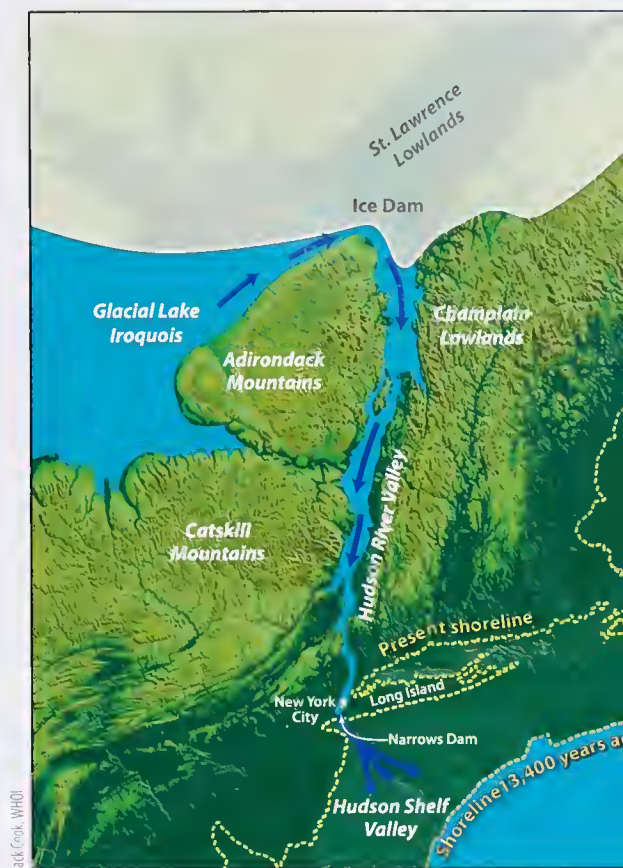 St. Lawrence
Lowlands
Ice Dam
Glacial Lake
Iroquois
Champlain
Lowlands
Adirondack
Mountains
Catskill
Mountains
Hudson River Valley
Present shoreline
New York
City
Long Island
Narrows Dam
Hudson Shelf
Valley
Shoreline 13,400 years
Cook, WHOI